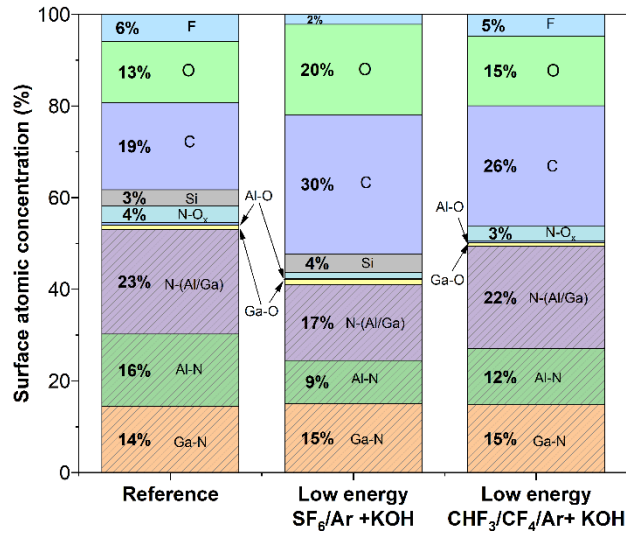 Surface atomic concentration (%)
100
80
60
40
20
0
6% F
13% O
19% C
3% Si
4% N-Oₓ
23% N-(Al/Ga)
16% Al-N
14% Ga-N
Al-O
Ga-O
2%
20% O
30% C
4% Si
17% N-(Al/Ga)
9% Al-N
15% Ga-N
Al-O
Ga-O
5% F
15% O
26% C
3% N-Oₓ
22% N-(Al/Ga)
12% Al-N
15% Ga-N
Reference
Low energy
SF₆/Ar +KOH
Low energy
CHF₃/CF₄/Ar+ KOH